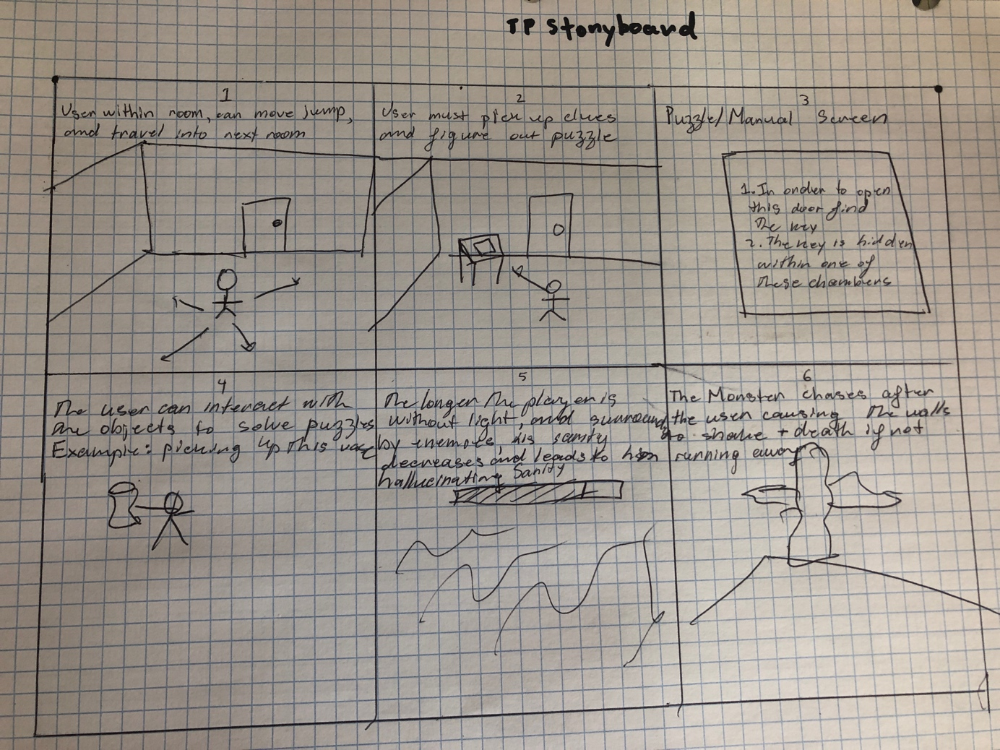 TP Storyboard
1
User within room, can move jump,
and travel into next room
2
User must pick up clues
and figure out puzzle
3
Puzzle/Manual Screen
1. In order to open
this door find
the key
2. The key is hidden
within one of
these chambers
4
The user can interact with
the objects to solve puzzles
Example: picking up this vase
5
The longer the player is
without light, and surround
by enemies, his sanity
decreases and leads to him
hallucinating
Sanity
6
The Monster chases after
the user causing the walls
to shake + death if not
running away